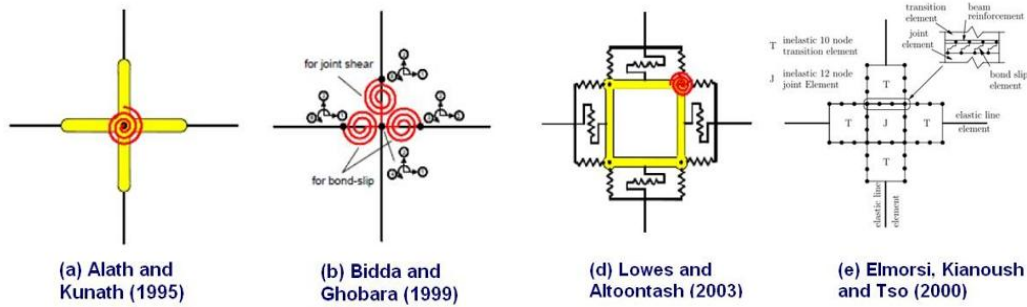 for joint shear
for bond-slip
T inelastic 10 node
transition element
J inelastic 12 node
joint Element
transition
element
joint
element
beam
reinforcement
bond slip
element
T
T
J
T
T
elastic line
element
elastic line
element
(a) Alath and
Kunath (1995)
(b) Bidda and
Ghobara (1999)
(d) Lowes and
Altoontash (2003)
(e) Elmorsi, Kianoush
and Tso (2000)